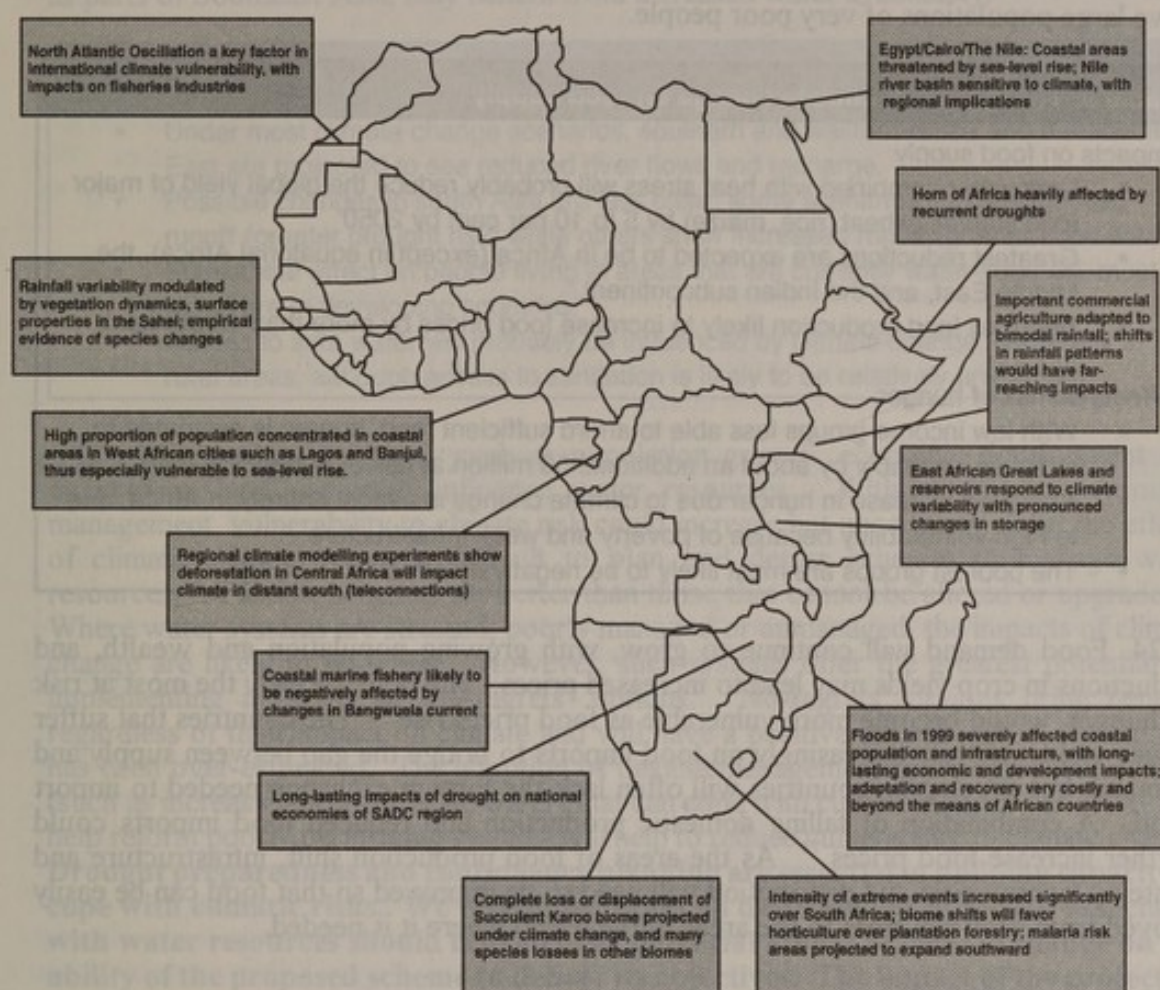 North Atlantic Oscillation a key factor in
international climate vulnerability, with
impacts on fisheries industries
Egypt/Cairo/The Nile: Coastal areas
threatened by sea-level rise; Nile
river basin sensitive to climate, with
regional implications
Horn of Africa heavily affected by
recurrent droughts
Rainfall variability modulated
by vegetation dynamics, surface
properties in the Sahel; empirical
evidence of species changes
Important commercial
agriculture adapted to
bimodal rainfall; shifts
in rainfall patterns
would have far-
reaching impacts
High proportion of population concentrated in coastal
areas in West African cities such as Lagos and Banjul,
thus especially vulnerable to sea-level rise.
East African Great Lakes and
reservoirs respond to climate
variability with pronounced
changes in storage
Regional climate modelling experiments show
deforestation in Central Africa will impact
climate in distant south (teleconnections)
Coastal marine fishery likely to
be negatively affected by
changes in Bangwuela current
Floods in 1999 severely affected coastal
population and infrastructure, with long-
lasting economic and development impacts;
adaptation and recovery very costly and
beyond the means of African countries
Long-lasting impacts of drought on national
economies of SADC region
Complete loss or displacement of
Succulent Karoo biome projected
under climate change, and many
species losses in other biomes
Intensity of extreme events increased significantly
over South Africa; biome shifts will favor
horticulture over plantation forestry; malaria risk
areas projected to expand southward